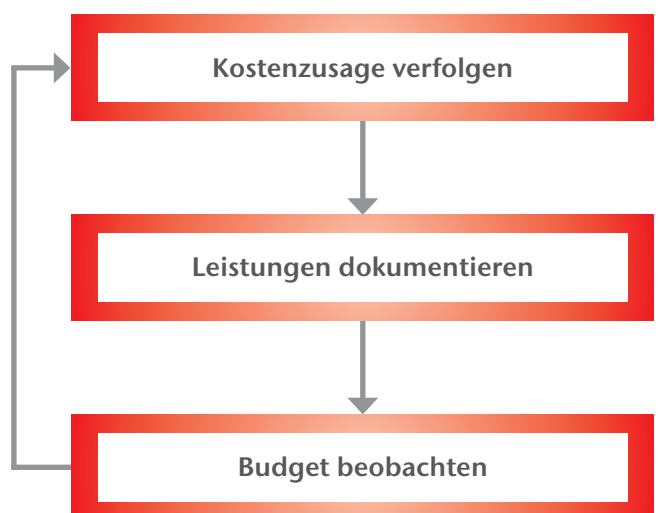 Kostenzusage verfolgen
Leistungen dokumentieren
Budget beobachten